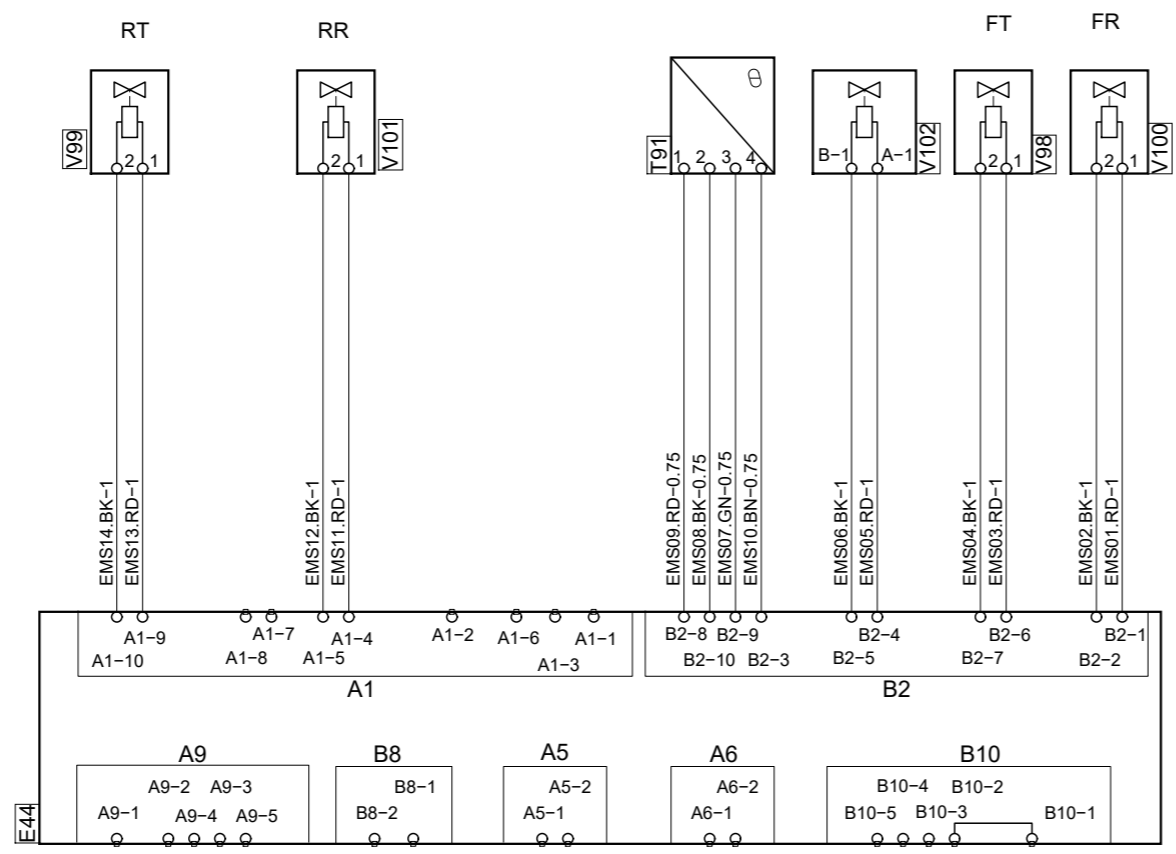 RT
RR
FT
FR
V99
2
1
V101
2
1
T91
1
2
3
4
V102
B−1
A−1
V98
2
1
V100
2
1
EMS14.BK−1
EMS13.RD−1
EMS12.BK−1
EMS11.RD−1
EMS09.RD−0.75
EMS08.BK−0.75
EMS07.GN−0.75
EMS10.BN−0.75
EMS06.BK−1
EMS05.RD−1
EMS04.BK−1
EMS03.RD−1
EMS02.BK−1
EMS01.RD−1
A1−9
A1−7
A1−4
A1−2
A1−6
A1−1
B2−8
B2−9
B2−4
B2−6
B2−1
A1−10
A1−8
A1−5
A1−3
B2−10
B2−3
B2−5
B2−7
B2−2
A1
B2
A9
B8
A5
A6
B10
A9−2
A9−3
B8−1
A5−2
A6−2
B10−4
B10−2
A9−1
A9−4
A9−5
B8−2
A5−1
A6−1
B10−5
B10−3
B10−1
E44